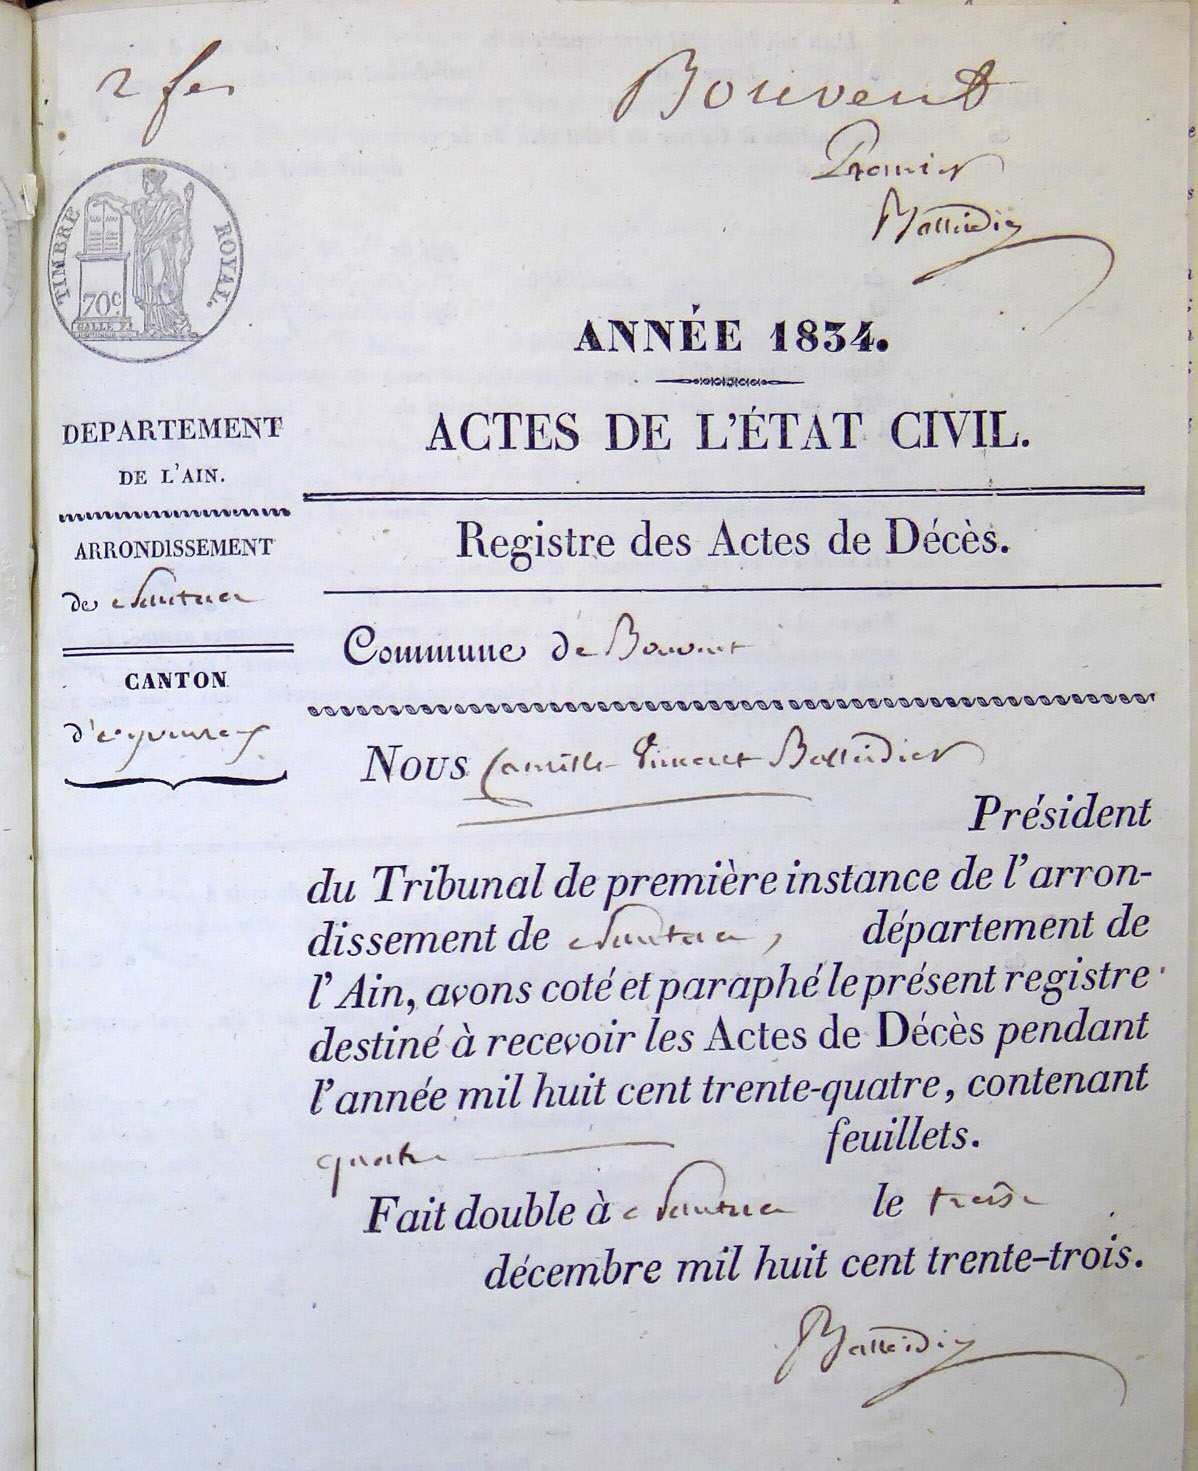 2 f
Bouvent
Premier
Balleidier
TIMBRE ROYAL.
70c
ANNÉE 1834.
ACTES DE L'ÉTAT CIVIL.
DEPARTEMENT
DE L'AIN.
ARRONDISSEMENT
de Nantua
CANTON
d'oyonnax
Registre des Actes de Décès.
Commune de Bouvent
Nous Camille Vincent Balleidier
Président
du Tribunal de première instance de l'arron-
dissement de Nantua, département de
l'Ain, avons coté et paraphé le présent registre
destiné à recevoir les Actes de Décès pendant
l'année mil huit cent trente-quatre, contenant
quatre feuillets.
Fait double à Nantua le treize
décembre mil huit cent trente-trois.
Balleidier